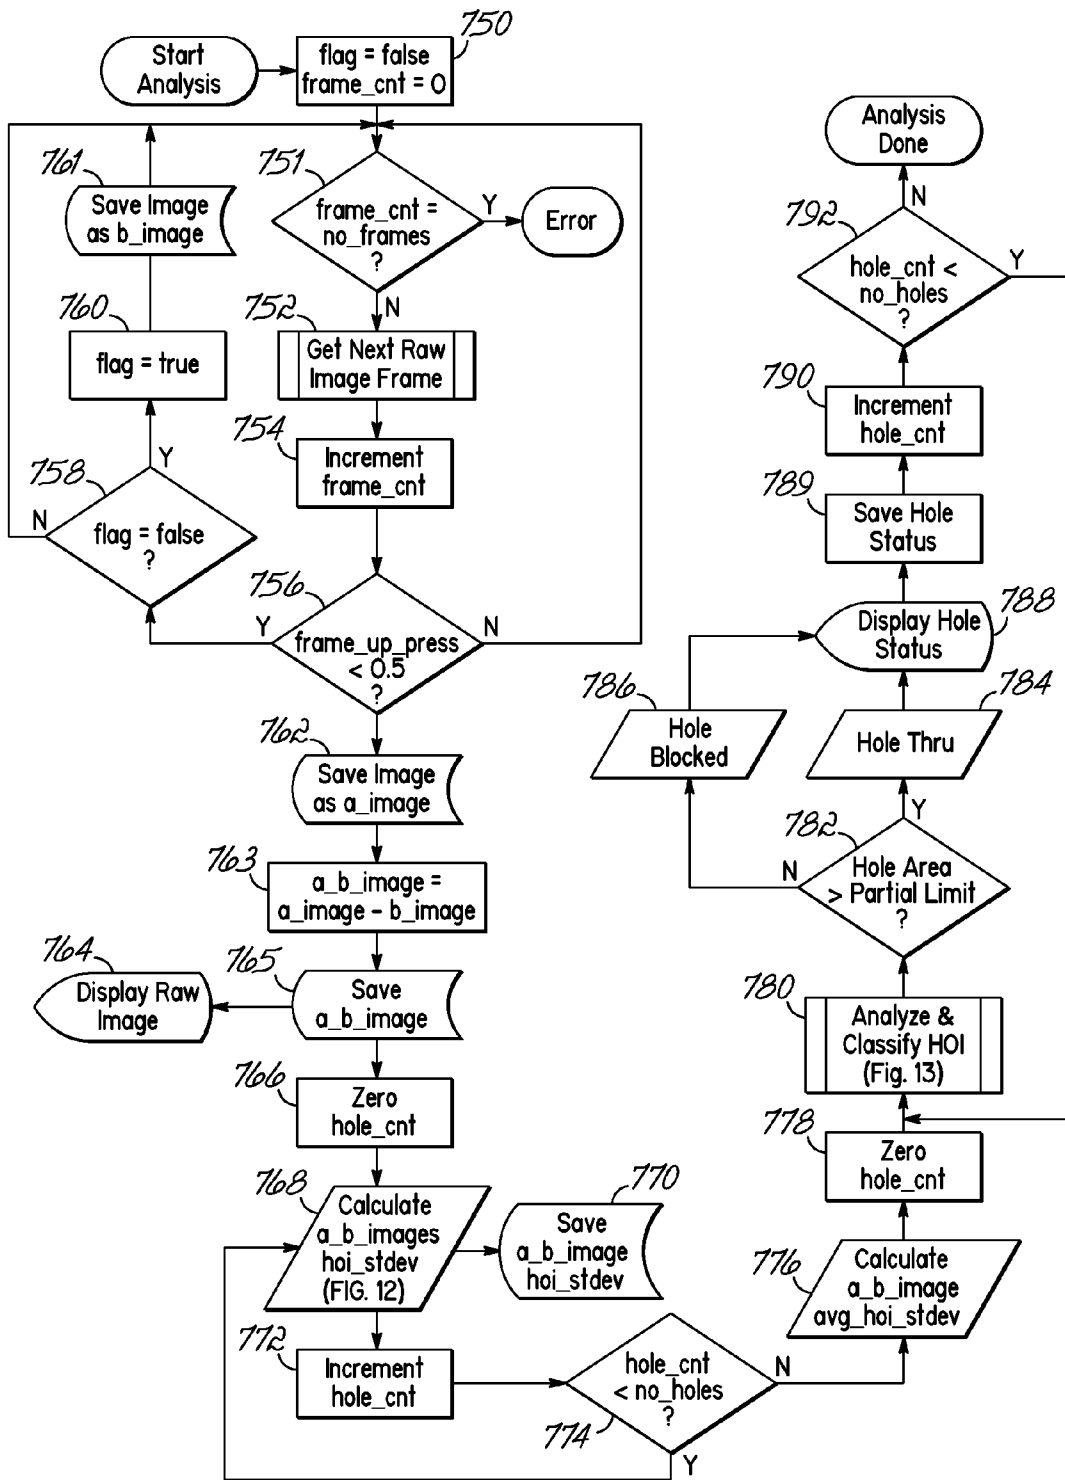 Start
Analysis
750
flag = false
frame_cnt = 0
751
frame_cnt =
no_frames
?
Y
Error
N
752
Get Next Raw
Image Frame
754
Increment
frame_cnt
756
frame_up_press
< 0.5
?
Y
N
758
flag = false
?
N
Y
760
flag = true
761
Save Image
as b_image
762
Save Image
as a_image
763
a_b_image =
a_image – b_image
764
Display Raw
Image
765
Save
a_b_image
766
Zero
hole_cnt
768
Calculate
a_b_images
hoi_stdev
(FIG. 12)
770
Save
a_b_image
hoi_stdev
772
Increment
hole_cnt
hole_cnt
< no_holes
?
774
Y
N
776
Calculate
a_b_image
avg_hoi_stdev
778
Zero
hole_cnt
780
Analyze &
Classify HOI
(Fig. 13)
782
Hole Area
> Partial Limit
?
N
Y
784
Hole Thru
786
Hole
Blocked
788
Display Hole
Status
789
Save Hole
Status
790
Increment
hole_cnt
792
hole_cnt <
no_holes
?
Y
N
Analysis
Done